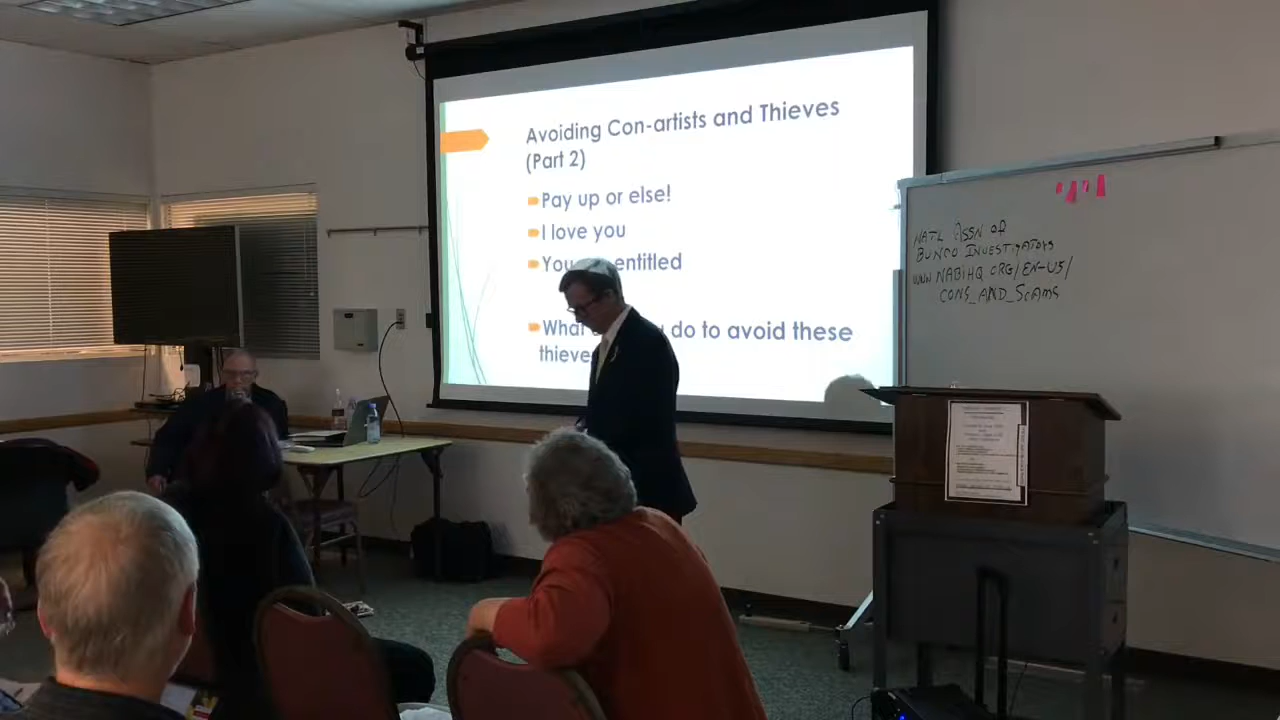 Avoiding Con-artists and Thieves
(Part 2)
Pay up or else!
I love you
You entitled
What do to avoid these
thieve
NATL ASSN OF
BUNCO INVESTIGATORS
WWW NABIHQ ORG/EN-US/
CONS_AND_SCAMS